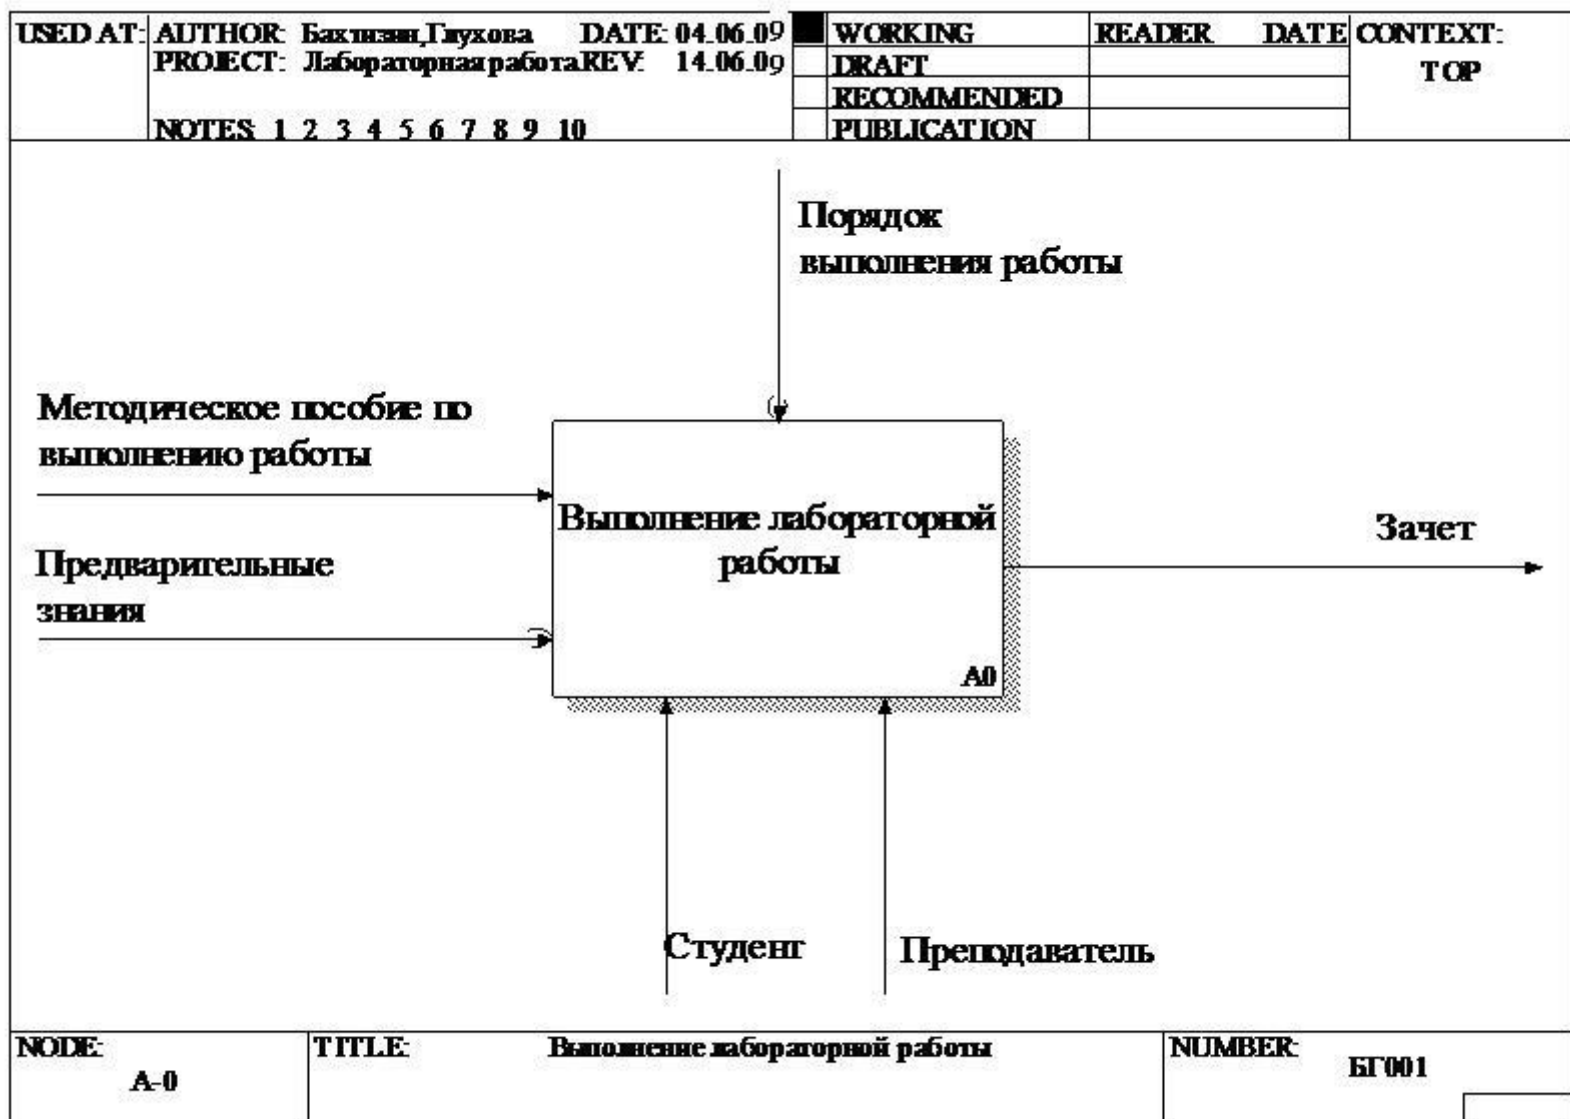 USED AT: AUTHOR: Бахтизин,Глухова DATE: 04.06.09 WORKING READER DATE CONTEXT:
PROJECT: Лабораторная работа REV: 14.06.09 DRAFT TOP
RECOMMENDED
NOTES: 1 2 3 4 5 6 7 8 9 10 PUBLICATION
Порядок
выполнения работы
Методическое пособие по
выполнению работы
Выполнение лабораторной
работы
Зачет
Предварительные
знания
A0
Студент
Преподаватель
NODE: TITLE: Выполнение лабораторной работы NUMBER:
A-0 БГ001